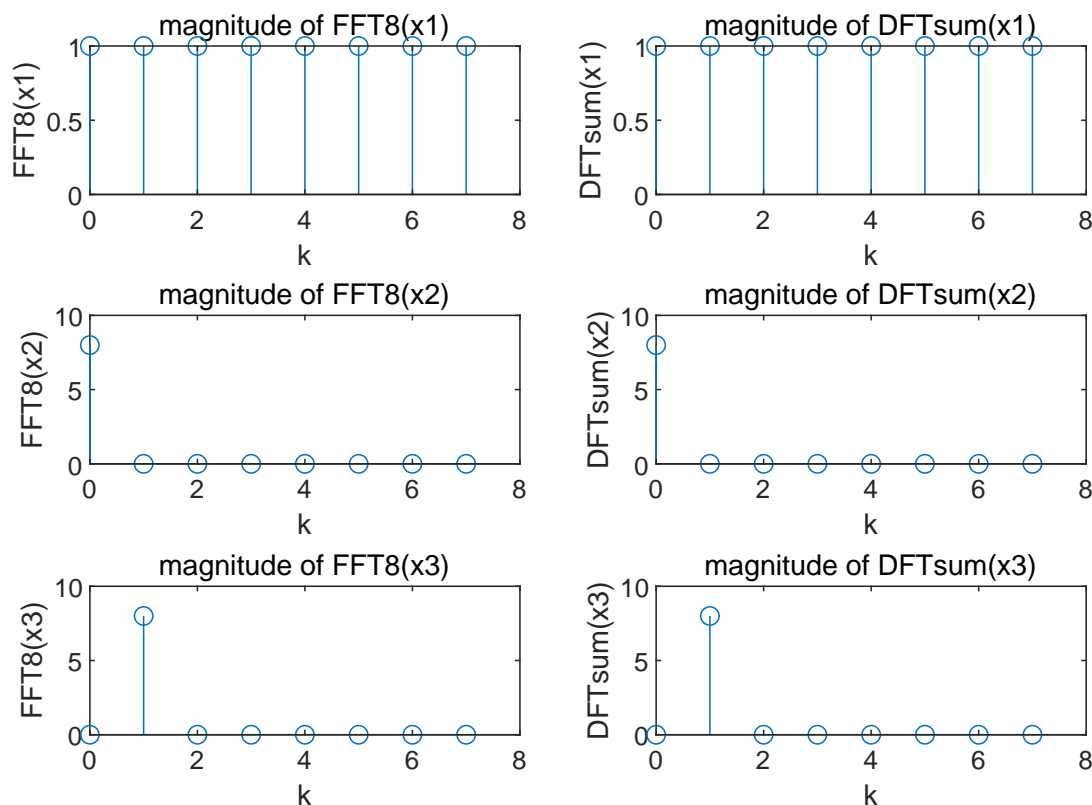 magnitude of FFT8(x1)
FFT8(x1)
1
0.5
0
0 2 4 6 8
k
magnitude of DFTsum(x1)
DFTsum(x1)
1
0.5
0
0 2 4 6 8
k
magnitude of FFT8(x2)
FFT8(x2)
10
5
0
0 2 4 6 8
k
magnitude of DFTsum(x2)
DFTsum(x2)
10
5
0
0 2 4 6 8
k
magnitude of FFT8(x3)
FFT8(x3)
10
5
0
0 2 4 6 8
k
magnitude of DFTsum(x3)
DFTsum(x3)
10
5
0
0 2 4 6 8
k